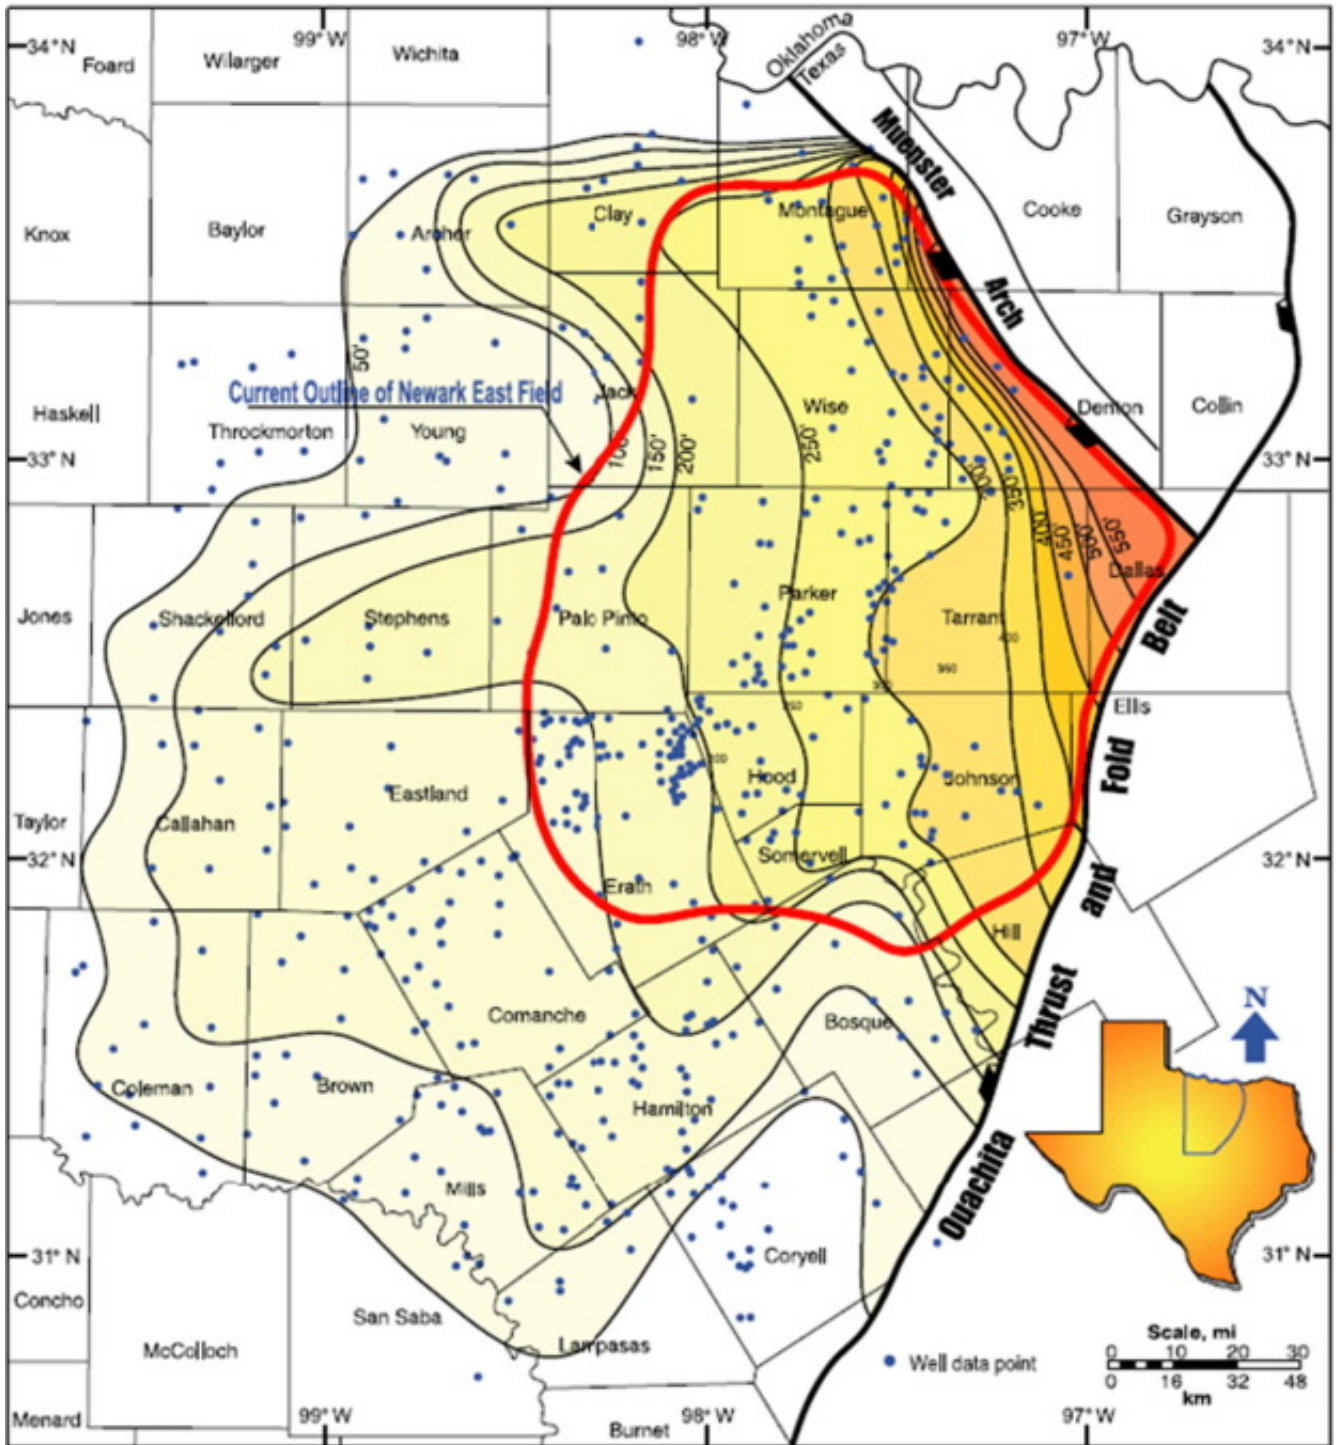 99°W
98°W
97°W
34°N
34°N
Foard
Wilarger
Wichita
Oklahoma
Texas
Muenster
Arch
Knox
Baylor
Archer
Clay
Montague
Cooke
Grayson
50'
Current Outline of Newark East Field
Haskell
Throckmorton
Young
Jack
Wise
Denton
Collin
100'
150'
200'
250'
300'
350'
400'
450'
500'
550'
33°N
33°N
Jones
Shackelford
Stephens
Palo Pinto
Parker
Tarrant
Dallas
400
350
Ellis
Taylor
Callahan
Eastland
Hood
Johnson
32°N
32°N
Erath
Somervell
Hill
Comanche
Bosque
Coleman
Brown
Hamilton
Mills
Coryell
31°N
31°N
Concho
McColloch
San Saba
Lampasas
Menard
Burnet
Ouachita
Thrust
and
Fold
Belt
N
Well data point
Scale, mi
0 10 20 30
0 16 32 48
km
99°W
98°W
97°W